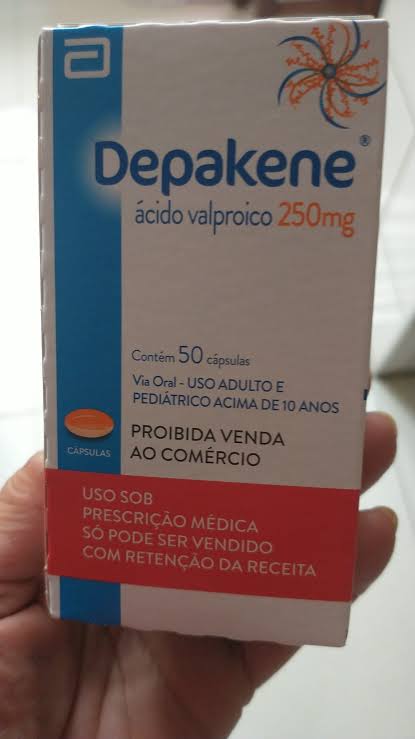 Depakene®
ácido valproico 250mg
Contém 50 cápsulas
Via Oral - USO ADULTO E
PEDIÁTRICO ACIMA DE 10 ANOS
CÁPSULAS
PROIBIDA VENDA
AO COMÉRCIO
USO SOB
PRESCRIÇÃO MÉDICA
SÓ PODE SER VENDIDO
COM RETENÇÃO DA RECEITA